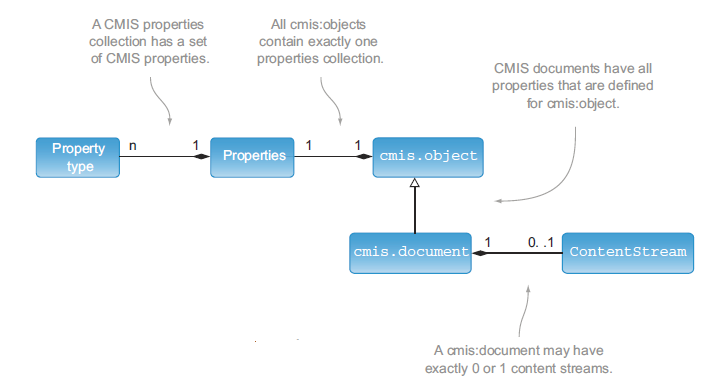 A CMIS properties
collection has a set
of CMIS properties.
All cmis:objects
contain exactly one
properties collection.
CMIS documents have all
properties that are defined
for cmis:object.
Property
type
n
1
Properties
1
1
cmis.object
cmis.document
1
0. .1
ContentStream
A cmis:document may have
exactly 0 or 1 content streams.